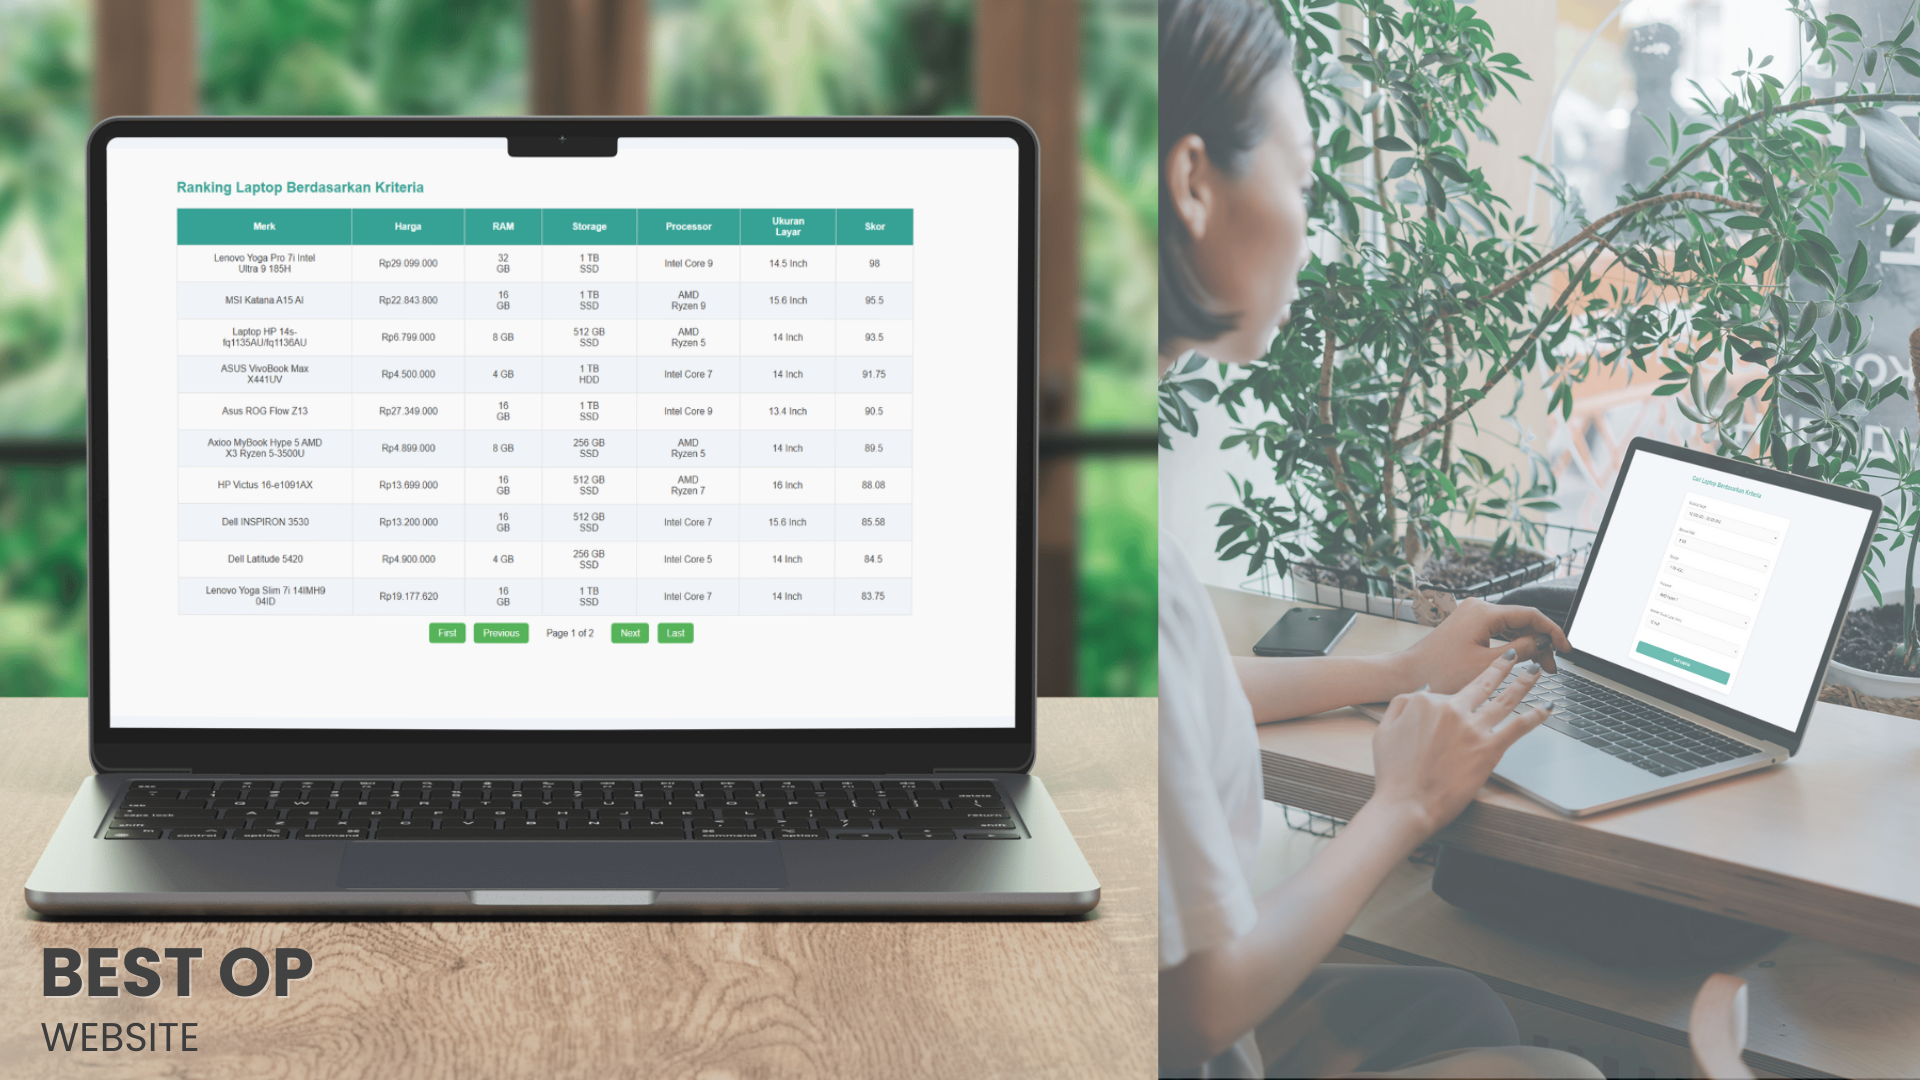 Ranking Laptop Berdasarkan Kriteria
Merk Harga RAM Storage Processor Ukuran Layar Skor
Lenovo Yoga Pro 7i Intel Ultra 9 185H Rp29.099.000 32 GB 1 TB SSD Intel Core 9 14.5 Inch 98
MSI Katana A15 AI Rp22.843.800 16 GB 1 TB SSD AMD Ryzen 9 15.6 Inch 95.5
Laptop HP 14s-fq1135AU/fq1136AU Rp6.799.000 8 GB 512 GB SSD AMD Ryzen 5 14 Inch 93.5
ASUS VivoBook Max X441UV Rp4.500.000 4 GB 1 TB HDD Intel Core 7 14 Inch 91.75
Asus ROG Flow Z13 Rp27.349.000 16 GB 1 TB SSD Intel Core 9 13.4 Inch 90.5
Axioo MyBook Hype 5 AMD X3 Ryzen 5-3500U Rp4.899.000 8 GB 256 GB SSD AMD Ryzen 5 14 Inch 89.5
HP Victus 16-e1091AX Rp13.699.000 16 GB 512 GB SSD AMD Ryzen 7 16 Inch 88.08
Dell INSPIRON 3530 Rp13.200.000 16 GB 512 GB SSD Intel Core 7 15.6 Inch 85.58
Dell Latitude 5420 Rp4.900.000 4 GB 256 GB SSD Intel Core 5 14 Inch 84.5
Lenovo Yoga Slim 7i 14IMH9 04ID Rp19.177.620 16 GB 1 TB SSD Intel Core 7 14 Inch 83.75
First Previous Page 1 of 2 Next Last
BEST OP
WEBSITE
Cari Laptop Berdasarkan Kriteria
Cari Laptop